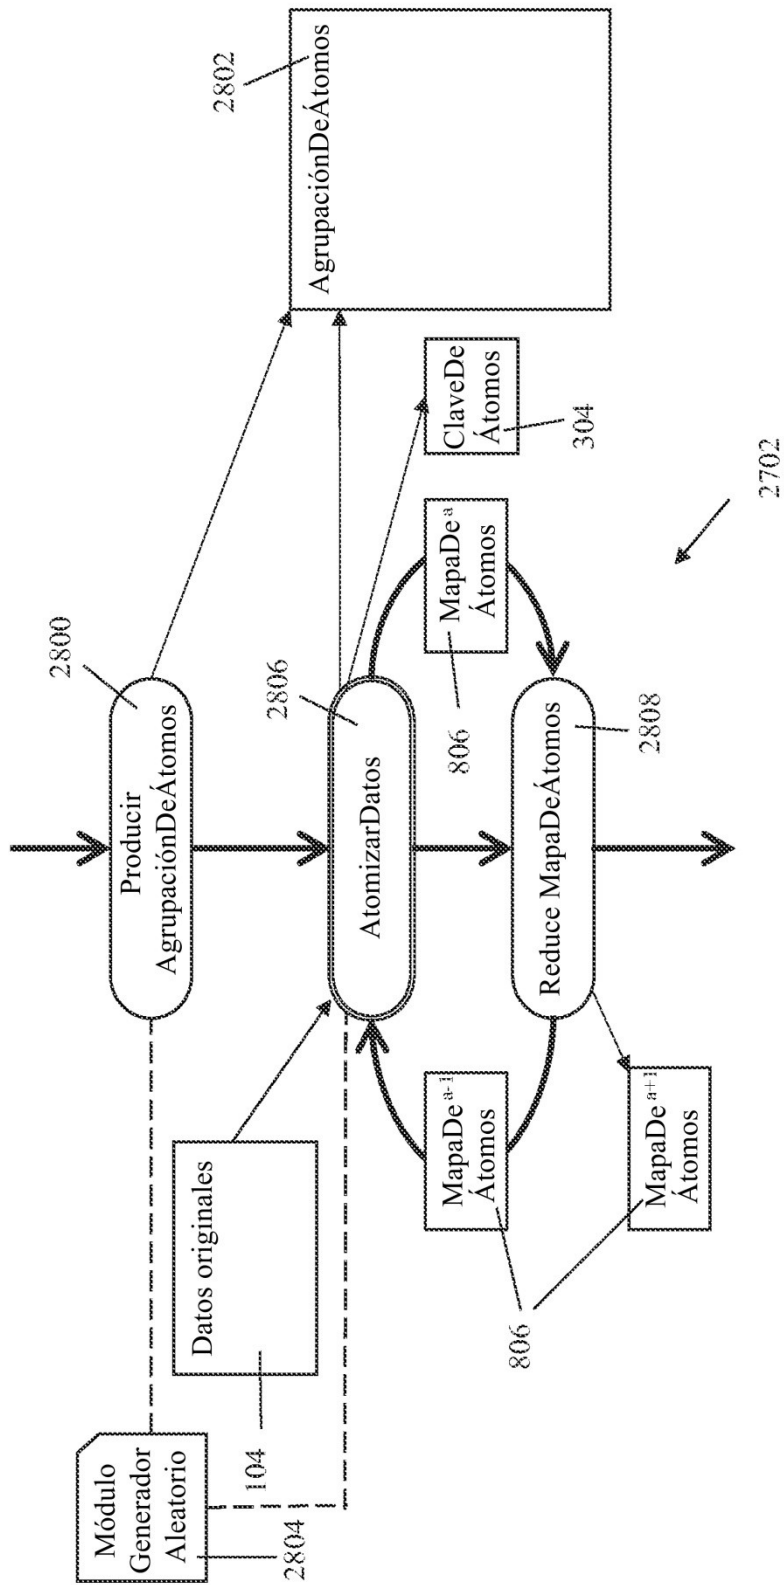 Módulo
Generador
Aleatorio
2804
Producir
AgrupaciónDeÁtomos
2800
AgrupaciónDeÁtomos
2802
Datos originales
104
AtomizarDatos
2806
ClaveDe
Átomos
304
MapaDe a-1
Átomos
MapaDe a
Átomos
806
806
Reduce MapaDeÁtomos
2808
MapaDe a+1
Átomos
2702